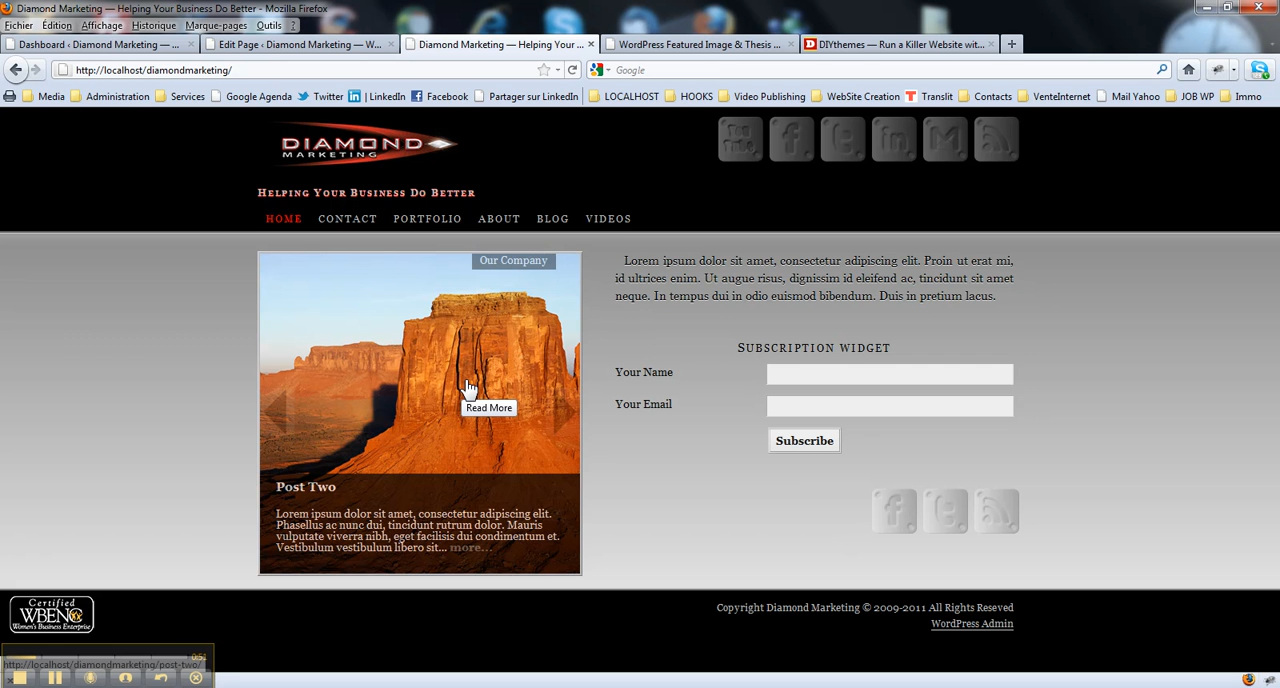 Diamond Marketing — Helping Your Business Do Better - Mozilla Firefox
Fichier Édition Affichage Historique Marque-pages Outils ?
Dashboard ‹ Diamond Marketing — ...
Edit Page ‹ Diamond Marketing — W...
Diamond Marketing — Helping Your ...
WordPress Featured Image & Thesis ...
DIYthemes — Run a Killer Website wit...
http://localhost/diamondmarketing/
Google
Media Administration Services Google Agenda Twitter LinkedIn Facebook Partager sur LinkedIn LOCALHOST HOOKS Video Publishing WebSite Creation Translit Contacts VenteInternet Mail Yahoo JOB WP Immo
DIAMOND
MARKETING
Helping Your Business Do Better
HOME CONTACT PORTFOLIO ABOUT BLOG VIDEOS
Our Company
Read More
Post Two
Lorem ipsum dolor sit amet, consectetur adipiscing elit.
Phasellus ac nunc dui, tincidunt rutrum dolor. Mauris
vulputate viverra nibh, eget facilisis dui condimentum et.
Vestibulum vestibulum libero sit... more...
Lorem ipsum dolor sit amet, consectetur adipiscing elit. Proin ut erat mi,
id ultrices enim. Ut augue risus, dignissim id eleifend ac, tincidunt sit amet
neque. In tempus dui in odio euismod bibendum. Duis in pretium lacus.
Subscription widget
Your Name
Your Email
Subscribe
Certified
WBENC
Women's Business Enterprise
Copyright Diamond Marketing © 2009-2011 All Rights Reseved
WordPress Admin
0:51
http://localhost/diamondmarketing/post-two/